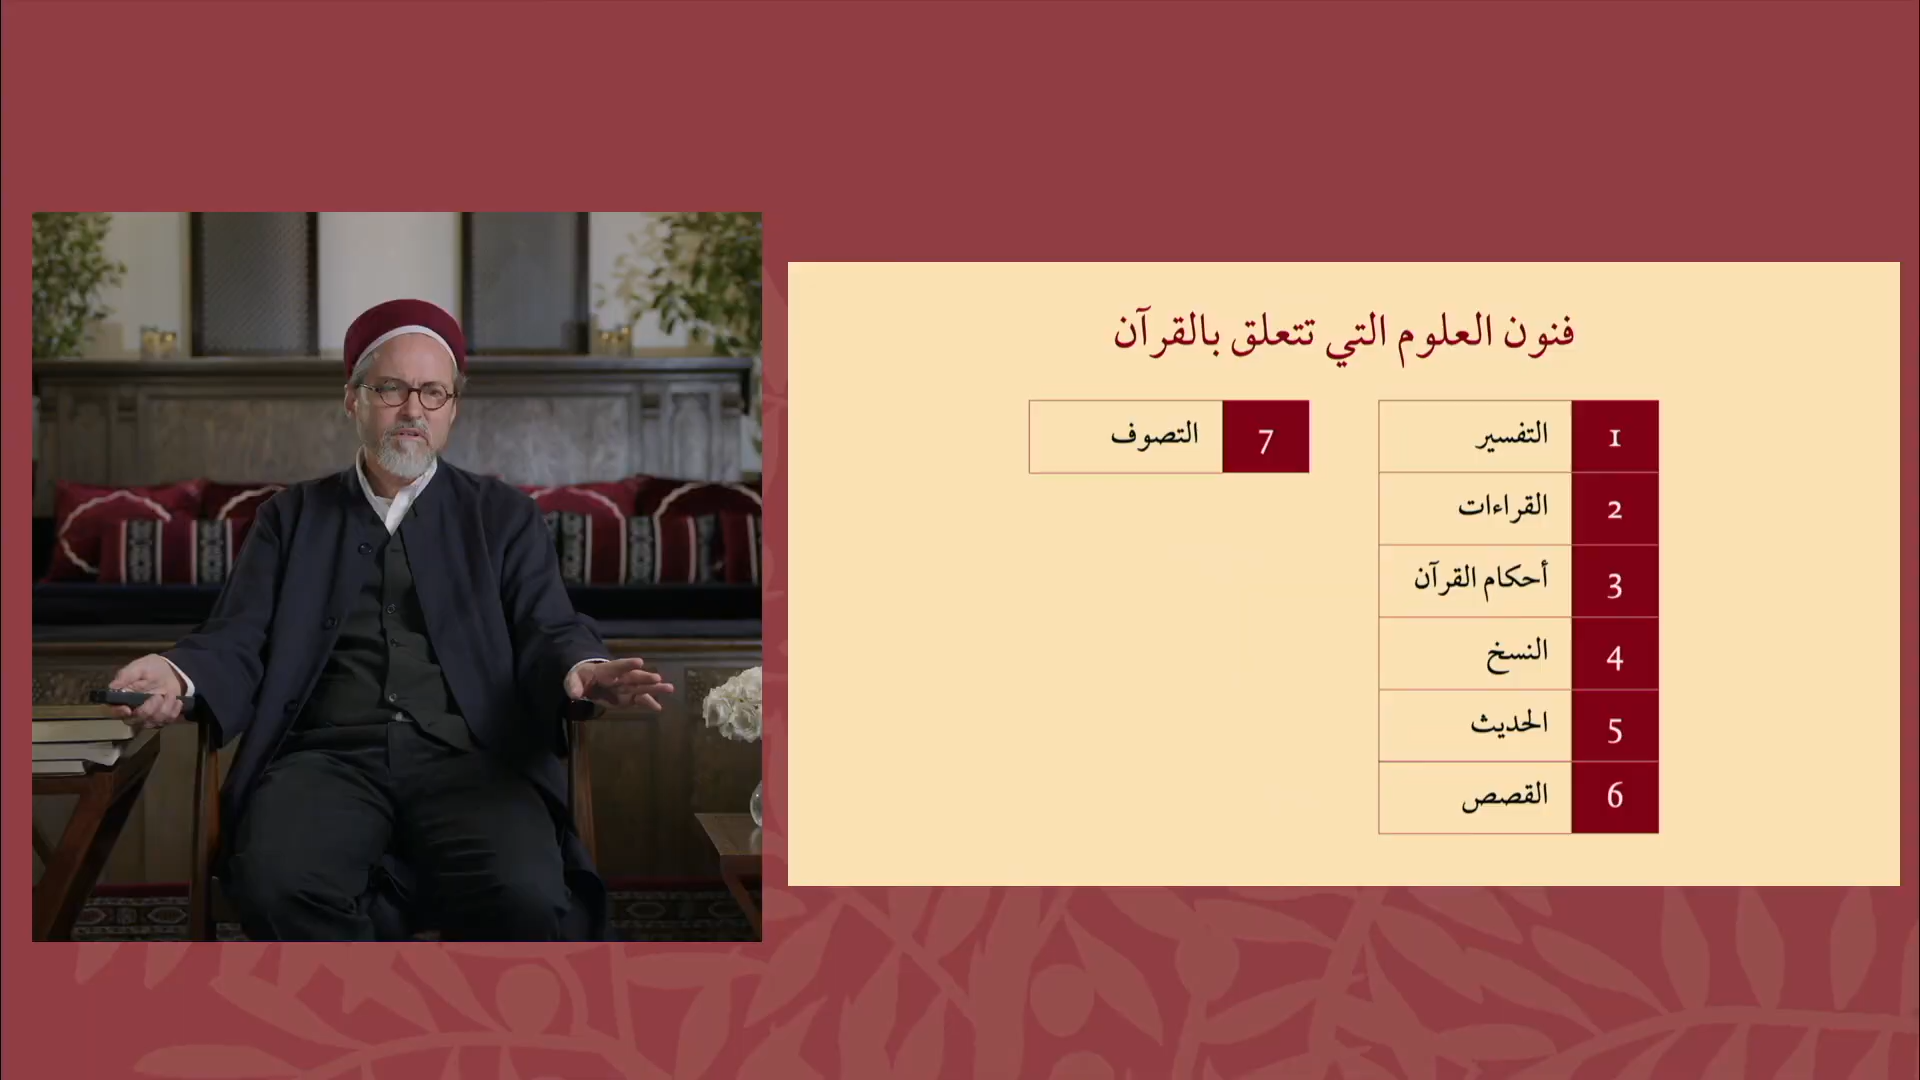 فنون العلوم التي تتعلق بالقرآن
1 التفسير
2 القراءات
3 أحكام القرآن
4 النسخ
5 الحديث
6 القصص
7 التصوف